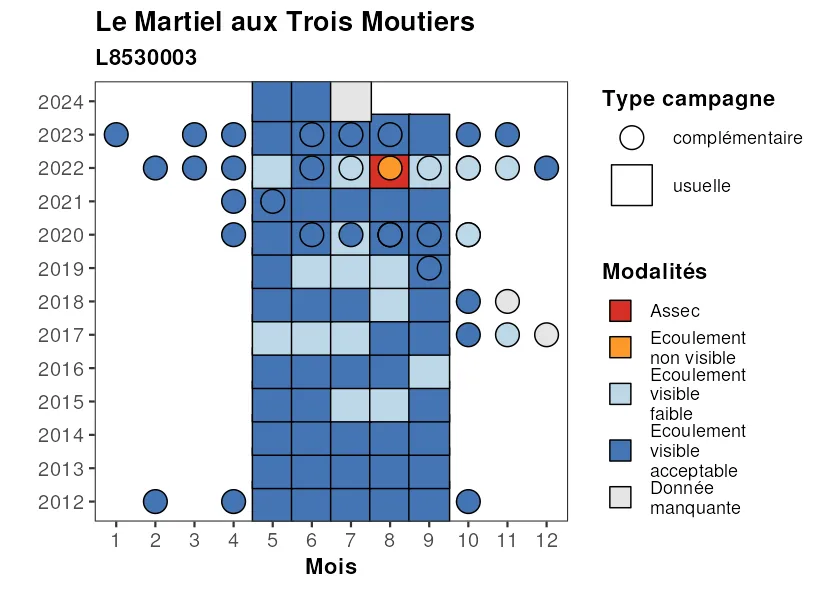 Le Martiel aux Trois Moutiers
L8530003
2024
2023
2022
2021
2020
2019
2018
2017
2016
2015
2014
2013
2012
1 2 3 4 5 6 7 8 9 10 11 12
Mois
Type campagne
complémentaire
usuelle
Modalités
Assec
Ecoulement
non visible
Ecoulement
visible
faible
Ecoulement
visible
acceptable
Donnée
manquante